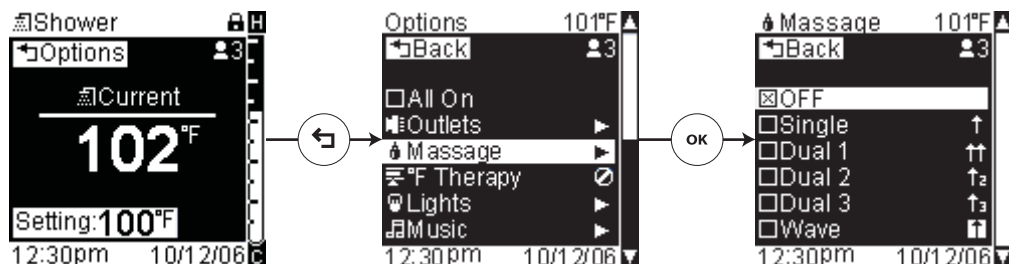 Shower H
Options 3
Current
102°F
Setting:100°F
12:30pm 10/12/06 C
Options 101°F
Back 3
All On
Outlets
Massage
°F Therapy
Lights
Music
12:30pm 10/12/06
OK
Massage 101°F
Back 3
OFF
Single
Dual 1
Dual 2 2
Dual 3 3
Wave
12:30pm 10/12/06